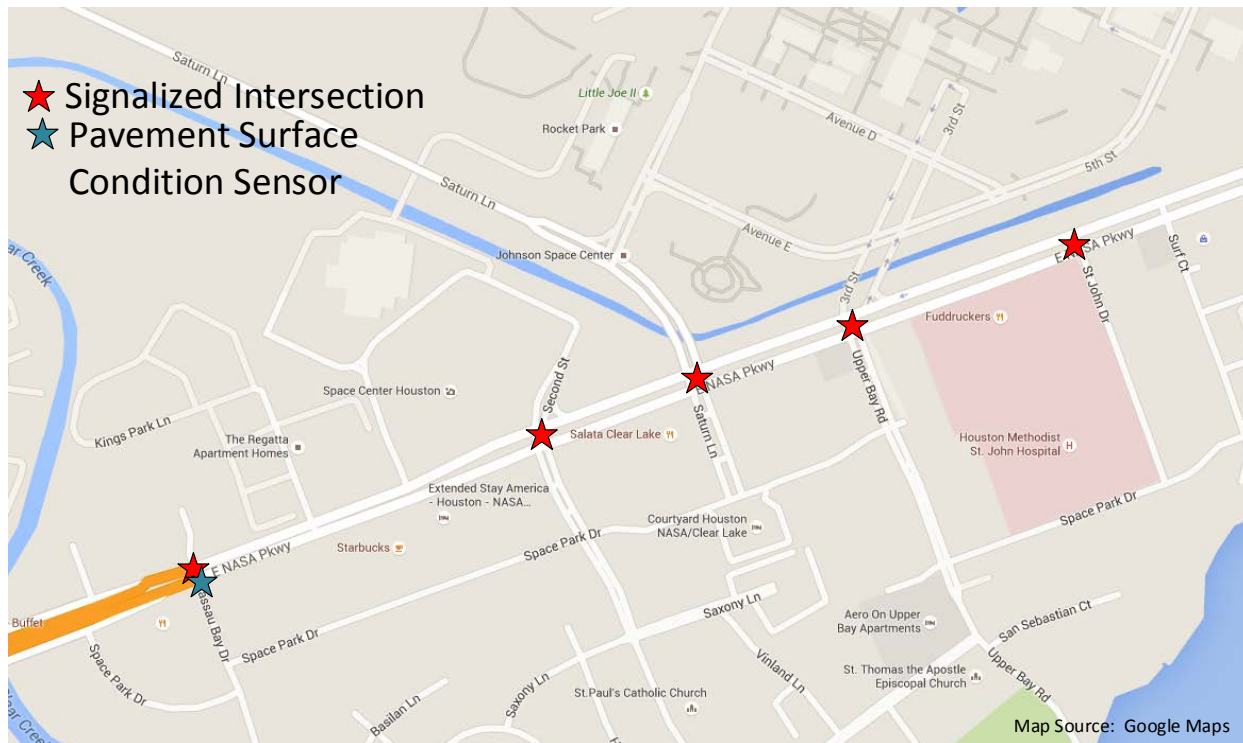 Saturn Ln
Signalized Intersection
Pavement Surface
Condition Sensor
Little Joe II
Rocket Park
Avenue D
3rd St
5th St
Saturn Ln
Avenue E
Johnson Space Center
E NASA Pkwy
Surf Ct
St John Dr
3rd St
Fuddruckers
Creek
NASA Pkwy
Upper Bay Rd
Second St
Space Center Houston
Kings Park Ln
The Regatta
Apartment Homes
Salata Clear Lake
Saturn Ln
Houston Methodist
St. John Hospital
H
Extended Stay America
- Houston - NASA...
Space Park Dr
Courtyard Houston
NASA/Clear Lake
Starbucks
Space Park Dr
E NASA Pkwy
Bay Dr
Buffet
Saxony Ln
Aero On Upper
Bay Apartments
San Sebastian Ct
Space Park Dr
Space Park Dr
Vinland Ln
St. Thomas the Apostle
Episcopal Church
Upper Bay Rd
Saxony Ln
St.Paul's Catholic Church
Basilan Ln
Creek
Map Source: Google Maps